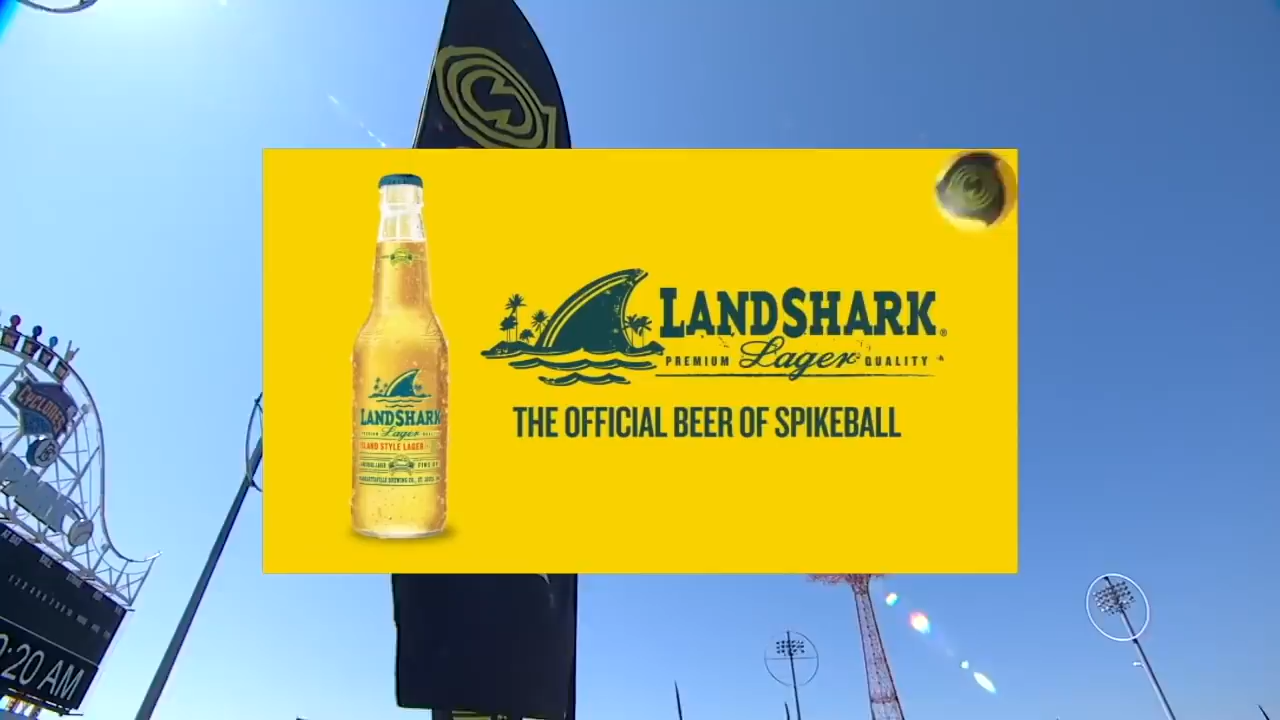 LANDSHARK®
PREMIUM Lager QUALITY
THE OFFICIAL BEER OF SPIKEBALL
LANDSHARK
Lager
ISLAND STYLE LAGER
CYCLONES
:20 AM